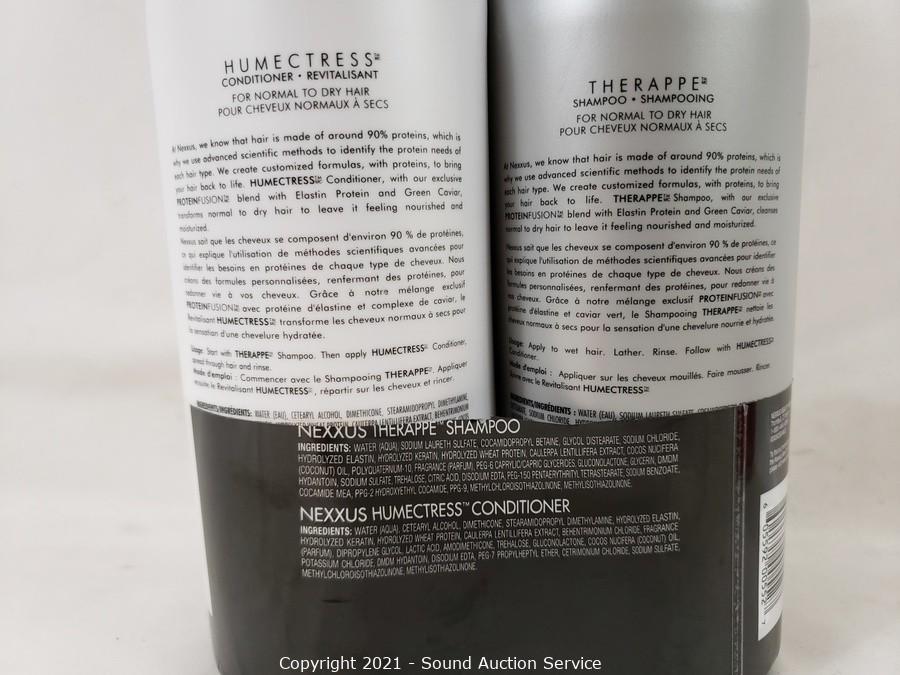 HUMECTRESS
CONDITIONER • REVITALISANT
FOR NORMAL TO DRY HAIR
POUR CHEVEUX NORMAUX À SECS
At Nexxus, we know that hair is made of around 90% proteins, which is
why we use advanced scientific methods to identify the protein needs of
each hair type. We create customized formulas, with proteins, to bring
your hair back to life. HUMECTRESS Conditioner, with our exclusive
PROTEINFUSION blend with Elastin Protein and Green Caviar,
transforms normal to dry hair to leave it feeling nourished and
moisturized.
Nexxus sait que les cheveux se composent d'environ 90 % de protéines,
ce qui explique l'utilisation de méthodes scientifiques avancées pour
identifier les besoins en protéines de chaque type de cheveux. Nous
créons des formules personnalisées, renfermant des protéines, pour
redonner vie à vos cheveux. Grâce à notre mélange exclusif
PROTEINFUSION avec protéine d'élastine et complexe de caviar, le
Revitalisant HUMECTRESS transforme les cheveux normaux à secs pour
la sensation d'une chevelure hydratée.
Usage: Start with THERAPPE Shampoo. Then apply HUMECTRESS Conditioner,
spread through hair and rinse.
Mode d'emploi : Commencer avec le Shampooing THERAPPE. Appliquer
ensuite le Revitalisant HUMECTRESS, répartir sur les cheveux et rincer.
INGREDIENTS/INGRÉDIENTS: WATER (EAU), CETEARYL ALCOHOL, DIMETHICONE, STEARAMIDOPROPYL DIMETHYLAMINE,
THERAPPE
SHAMPOO • SHAMPOOING
FOR NORMAL TO DRY HAIR
POUR CHEVEUX NORMAUX À SECS
At Nexxus, we know that hair is made of around 90% proteins, which is
why we use advanced scientific methods to identify the protein needs of
each hair type. We create customized formulas, with proteins, to bring
your hair back to life. THERAPPE Shampoo, with our exclusive
PROTEINFUSION blend with Elastin Protein and Green Caviar, cleanses
normal to dry hair to leave it feeling nourished and moisturized.
Nexxus sait que les cheveux se composent d'environ 90 % de protéines, ce
qui explique l'utilisation de méthodes scientifiques avancées pour identifier
les besoins en protéines de chaque type de cheveux. Nous créons des
formules personnalisées, renfermant des protéines, pour redonner vie à
vos cheveux. Grâce à notre mélange exclusif PROTEINFUSION avec
protéine d'élastine et caviar vert, le Shampooing THERAPPE nettoie les
cheveux normaux à secs pour la sensation d'une chevelure nourrie et hydratée.
Usage: Apply to wet hair. Lather. Rinse. Follow with HUMECTRESS
Conditioner.
Mode d'emploi : Appliquer sur les cheveux mouillés. Faire mousser. Rincer.
Suivre avec le Revitalisant HUMECTRESS
INGREDIENTS/INGRÉDIENTS : WATER (EAU), SODIUM LAURETH
NEXXUS THERAPPE™ SHAMPOO
INGREDIENTS: WATER (AQUA), SODIUM LAURETH SULFATE, COCAMIDOPROPYL BETAINE, GLYCOL DISTEARATE, SODIUM CHLORIDE,
HYDROLYZED ELASTIN, HYDROLYZED KERATIN, HYDROLYZED WHEAT PROTEIN, CAULERPA LENTILLIFERA EXTRACT, COCOS NUCIFERA
(COCONUT) OIL, POLYQUATERNIUM-10, FRAGRANCE (PARFUM), PEG-6 CAPRYLIC/CAPRIC GLYCERIDES, GLUCONOLACTONE, GLYCERIN, DMDM
HYDANTOIN, SODIUM SULFATE, TREHALOSE, CITRIC ACID, DISODIUM EDTA, PEG-150 PENTAERYTHRITYL TETRASTEARATE, SODIUM BENZOATE,
COCAMIDE MEA, PPG-2 HYDROXYETHYL COCAMIDE, PPG-9, METHYLCHLOROISOTHIAZOLINONE, METHYLISOTHIAZOLINONE.
NEXXUS HUMECTRESS™ CONDITIONER
INGREDIENTS: WATER (AQUA), CETEARYL ALCOHOL, DIMETHICONE, STEARAMIDOPROPYL DIMETHYLAMINE, HYDROLYZED ELASTIN,
HYDROLYZED KERATIN, HYDROLYZED WHEAT PROTEIN, CAULERPA LENTILLIFERA EXTRACT, BEHENTRIMONIUM CHLORIDE, FRAGRANCE
(PARFUM), DIPROPYLENE GLYCOL, LACTIC ACID, AMODIMETHICONE, TREHALOSE, GLUCONOLACTONE, COCOS NUCIFERA (COCONUT) OIL,
POTASSIUM CHLORIDE, DMDM HYDANTOIN, DISODIUM EDTA, PEG-7 PROPYLHEPTYL ETHER, CETRIMONIUM CHLORIDE, SODIUM SULFATE,
METHYLCHLOROISOTHIAZOLINONE, METHYLISOTHIAZOLINONE.
Copyright 2021 - Sound Auction Service